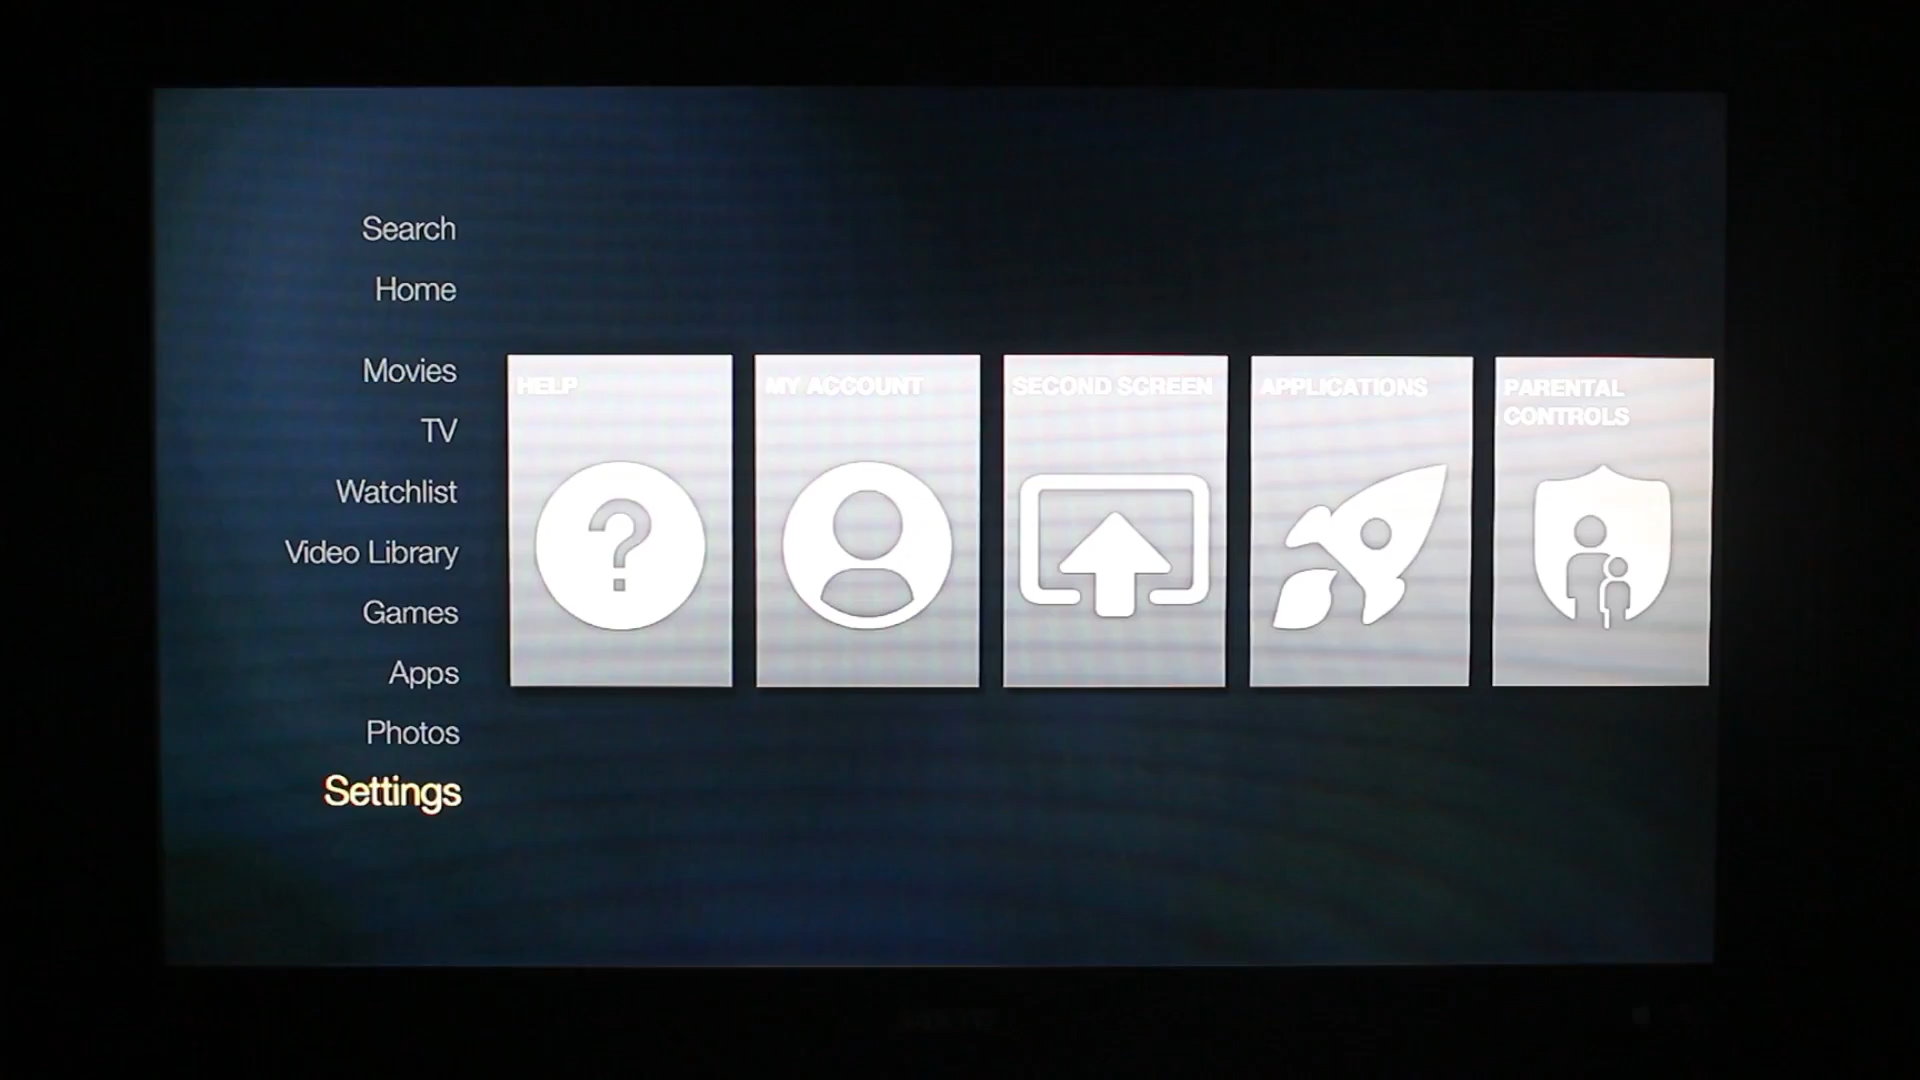 Search
Home
Movies
TV
Watchlist
Video Library
Games
Apps
Photos
Settings
HELP
MY ACCOUNT
SECOND SCREEN
APPLICATIONS
PARENTAL
CONTROLS